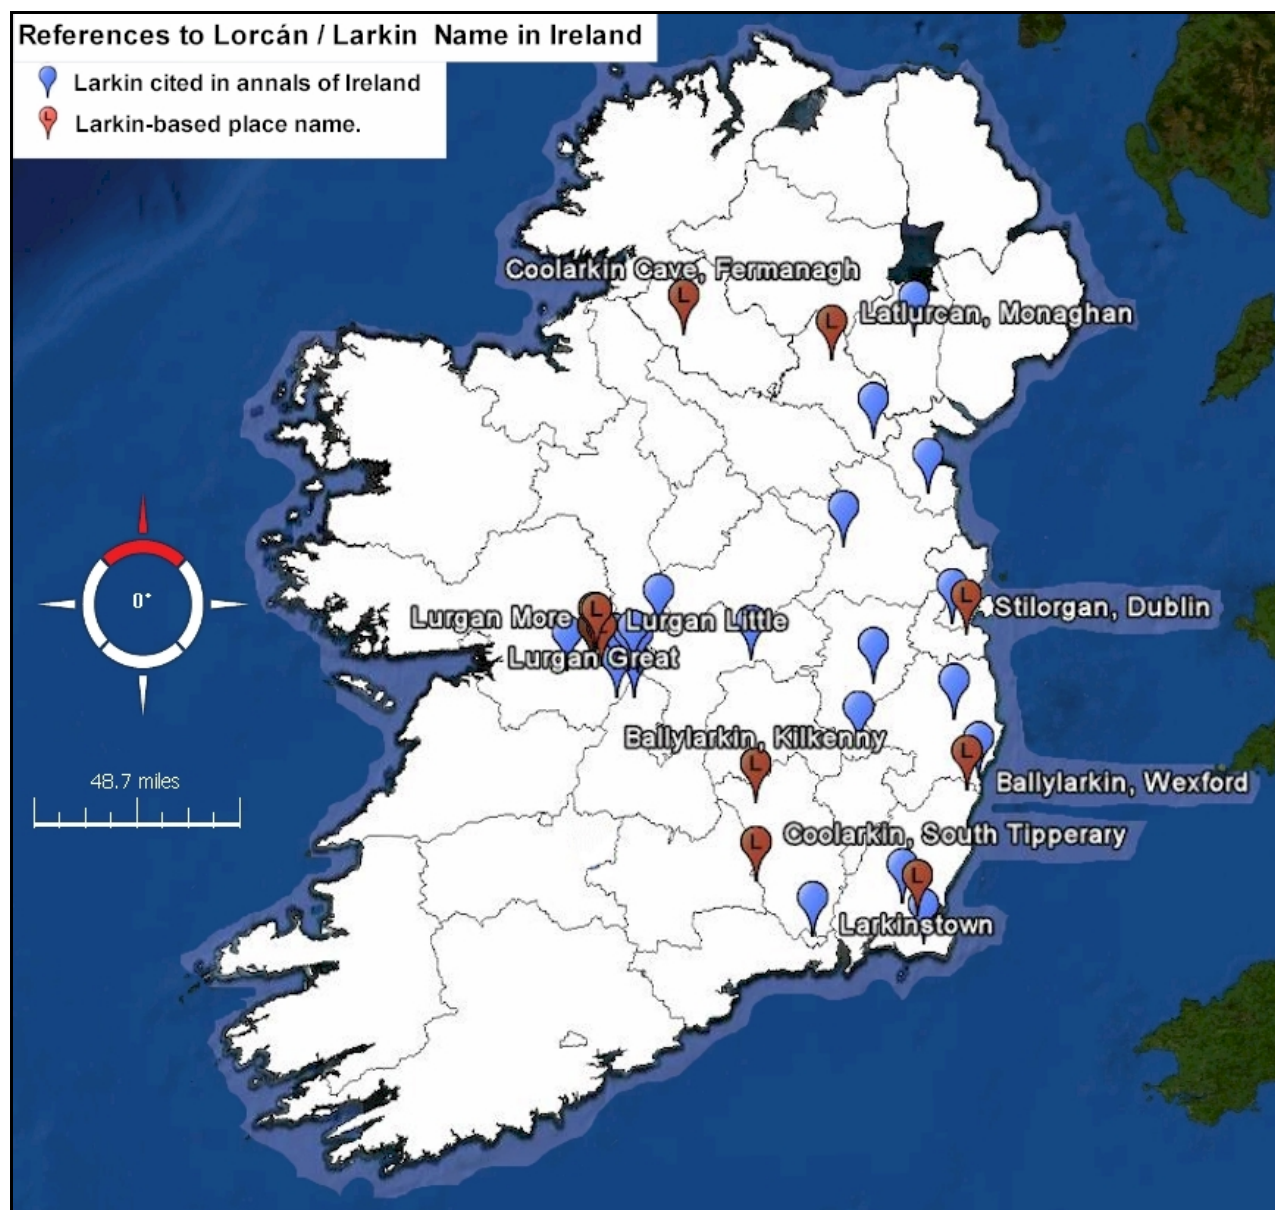 References to Lorcán / Larkin Name in Ireland
Larkin cited in annals of Ireland
L Larkin-based place name.
Coolarkin Cave, Fermanagh
L
L
Latlurcan, Monaghan
0°
L
L
Stilorgan, Dublin
Lurgan More
Lurgan Little
Lurgan Great
Ballylarkin, Kilkenny
L
L
48.7 miles
Ballylarkin, Wexford
L
Coolarkin, South Tipperary
L
Larkinstown